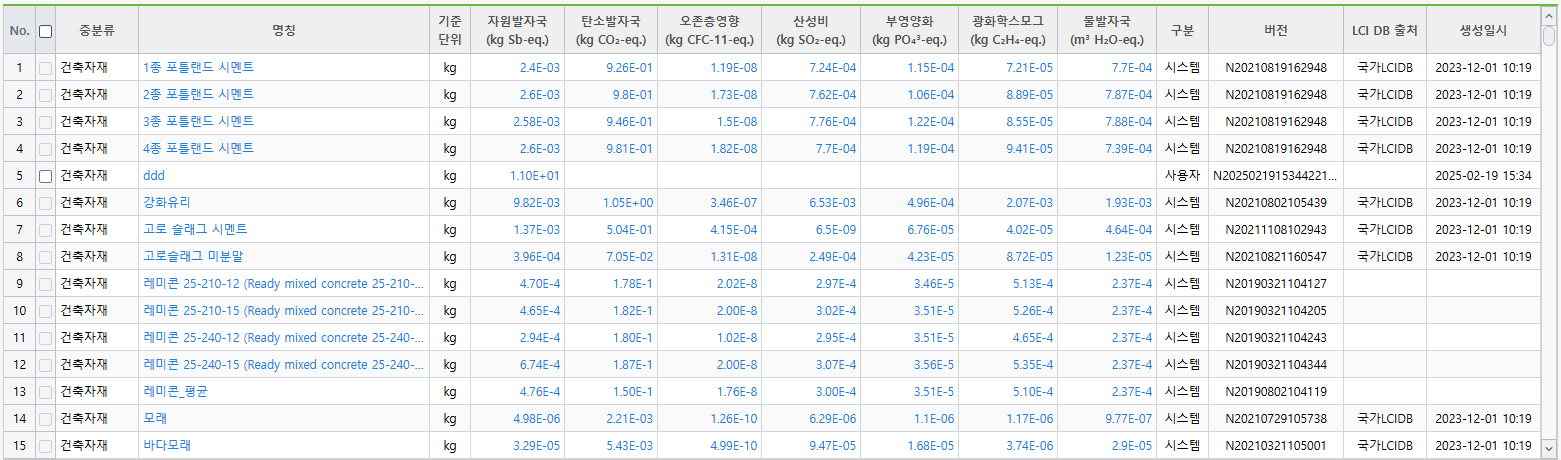 No. 중분류 명칭 기준 단위 자원발자국 (kg Sb-eq.) 탄소발자국 (kg CO₂-eq.) 오존층영향 (kg CFC-11-eq.) 산성비 (kg SO₂-eq.) 부영양화 (kg PO₄³-eq.) 광화학스모그 (kg C₂H₄-eq.) 물발자국 (m³ H₂O-eq.) 구분 버전 LCI DB 출처 생성일시
1 건축자재 1종 포틀랜드 시멘트 kg 2.4E-03 9.26E-01 1.19E-08 7.24E-04 1.15E-04 7.21E-05 7.7E-04 시스템 N20210819162948 국가LCIDB 2023-12-01 10:19
2 건축자재 2종 포틀랜드 시멘트 kg 2.6E-03 9.8E-01 1.73E-08 7.62E-04 1.06E-04 8.89E-05 7.87E-04 시스템 N20210819162948 국가LCIDB 2023-12-01 10:19
3 건축자재 3종 포틀랜드 시멘트 kg 2.58E-03 9.46E-01 1.5E-08 7.76E-04 1.22E-04 8.55E-05 7.88E-04 시스템 N20210819162948 국가LCIDB 2023-12-01 10:19
4 건축자재 4종 포틀랜드 시멘트 kg 2.6E-03 9.81E-01 1.82E-08 7.7E-04 1.19E-04 9.41E-05 7.39E-04 시스템 N20210819162948 국가LCIDB 2023-12-01 10:19
5 건축자재 ddd kg 1.10E+01 사용자 N2025021915344221... 2025-02-19 15:34
6 건축자재 강화유리 kg 9.82E-03 1.05E+00 3.46E-07 6.53E-03 4.96E-04 2.07E-03 1.93E-03 시스템 N20210802105439 국가LCIDB 2023-12-01 10:19
7 건축자재 고로 슬래그 시멘트 kg 1.37E-03 5.04E-01 4.15E-04 6.5E-09 6.76E-05 4.02E-05 4.64E-04 시스템 N20211108102943 국가LCIDB 2023-12-01 10:19
8 건축자재 고로슬래그 미분말 kg 3.96E-04 7.05E-02 1.31E-08 2.49E-04 4.23E-05 8.72E-05 1.23E-05 시스템 N20210821160547 국가LCIDB 2023-12-01 10:19
9 건축자재 레미콘 25-210-12 (Ready mixed concrete 25-210-... kg 4.70E-4 1.78E-1 2.02E-8 2.97E-4 3.46E-5 5.13E-4 2.37E-4 시스템 N20190321104127
10 건축자재 레미콘 25-210-15 (Ready mixed concrete 25-210-... kg 4.65E-4 1.82E-1 2.00E-8 3.02E-4 3.51E-5 5.26E-4 2.37E-4 시스템 N20190321104205
11 건축자재 레미콘 25-240-12 (Ready mixed concrete 25-240-... kg 2.94E-4 1.80E-1 1.02E-8 2.95E-4 3.51E-5 4.65E-4 2.37E-4 시스템 N20190321104243
12 건축자재 레미콘 25-240-15 (Ready mixed concrete 25-240-... kg 6.74E-4 1.87E-1 2.00E-8 3.07E-4 3.56E-5 5.35E-4 2.37E-4 시스템 N20190321104344
13 건축자재 레미콘_평균 kg 4.76E-4 1.50E-1 1.76E-8 3.00E-4 3.51E-5 5.10E-4 2.37E-4 시스템 N20190802104119
14 건축자재 모래 kg 4.98E-06 2.21E-03 1.26E-10 6.29E-06 1.1E-06 1.17E-06 9.77E-07 시스템 N20210729105738 국가LCIDB 2023-12-01 10:19
15 건축자재 바다모래 kg 3.29E-05 5.43E-03 4.99E-10 9.47E-05 1.68E-05 3.74E-06 2.9E-05 시스템 N20210321105001 국가LCIDB 2023-12-01 10:19